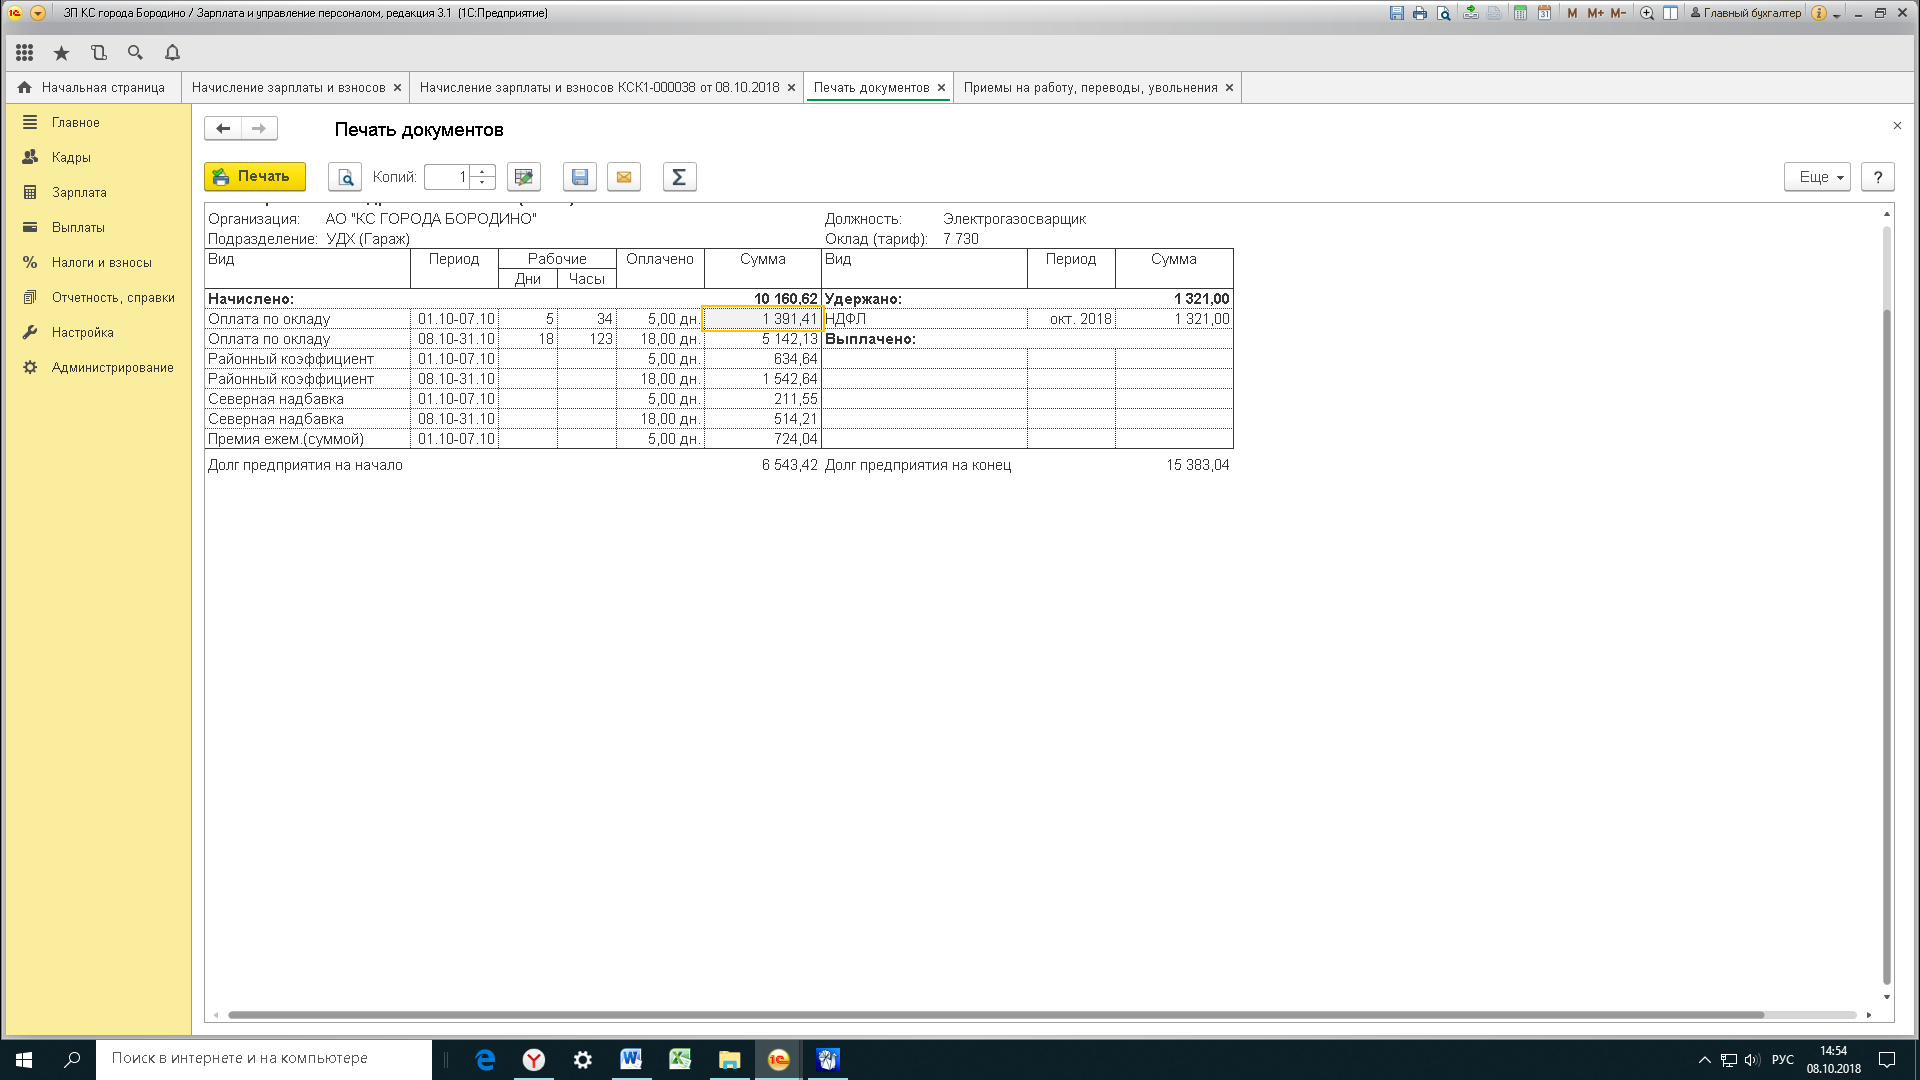 ЗП КС города Бородино / Зарплата и управление персоналом, редакция 3.1 (1С:Предприятие)
31 M M+ M- Главный бухгалтер
Начальная страница
Начисление зарплаты и взносов
Начисление зарплаты и взносов КСК1-000038 от 08.10.2018
Печать документов
Приемы на работу, переводы, увольнения
Главное
Кадры
Зарплата
Выплаты
Налоги и взносы
Отчетность, справки
Настройка
Администрирование
Печать документов
Печать Копий: 1 Σ Еще ?
Организация: АО "КС ГОРОДА БОРОДИНО" Должность: Электрогазосварщик
Подразделение: УДХ (Гараж) Оклад (тариф): 7 730
Вид Период Рабочие Оплачено Сумма Вид Период Сумма
Дни Часы
Начислено: 10 160,62 Удержано: 1 321,00
Оплата по окладу 01.10-07.10 5 34 5,00 дн. 1 391,41 НДФЛ окт. 2018 1 321,00
Оплата по окладу 08.10-31.10 18 123 18,00 дн. 5 142,13 Выплачено:
Районный коэффициент 01.10-07.10 5,00 дн. 634,64
Районный коэффициент 08.10-31.10 18,00 дн. 1 542,64
Северная надбавка 01.10-07.10 5,00 дн. 211,55
Северная надбавка 08.10-31.10 18,00 дн. 514,21
Премия ежем.(суммой) 01.10-07.10 5,00 дн. 724,04
Долг предприятия на начало 6 543,42 Долг предприятия на конец 15 383,04
Поиск в интернете и на компьютере
РУС
14:54
08.10.2018